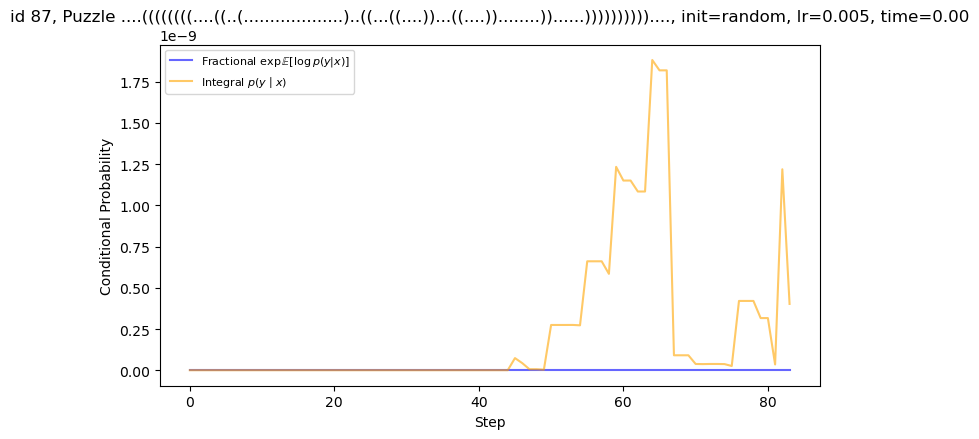 id 87, Puzzle ....((((((((....((..(....................)..((...((....))...((....))........))......))))))))))...., init=random, lr=0.005, time=0.00
1e−9
Fractional exp𝔼[log p(y|x)]
Integral p(y | x)
1.75
1.50
1.25
1.00
0.75
0.50
0.25
0.00
Conditional Probability
0 20 40 60 80
Step